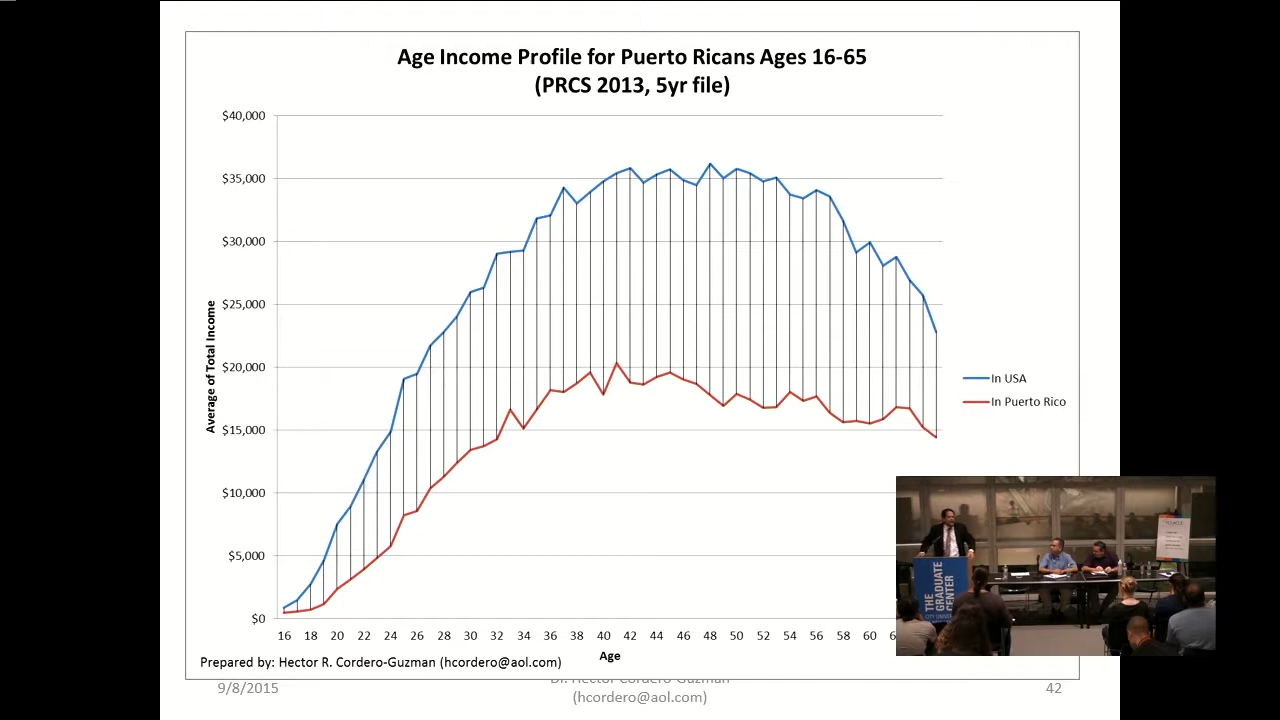 Age Income Profile for Puerto Ricans Ages 16-65
(PRCS 2013, 5yr file)
$40,000
$35,000
$30,000
$25,000
$20,000
$15,000
$10,000
$5,000
$0
Average of Total Income
In USA
In Puerto Rico
16 18 20 22 24 26 28 30 32 34 36 38 40 42 44 46 48 50 52 54 56 58 60
Age
Prepared by: Hector R. Cordero-Guzman (hcordero@aol.com)
9/8/2015
Dr. Hector Cordero-Guzman
(hcordero@aol.com)
42
THE
GRADUATE
CENTER